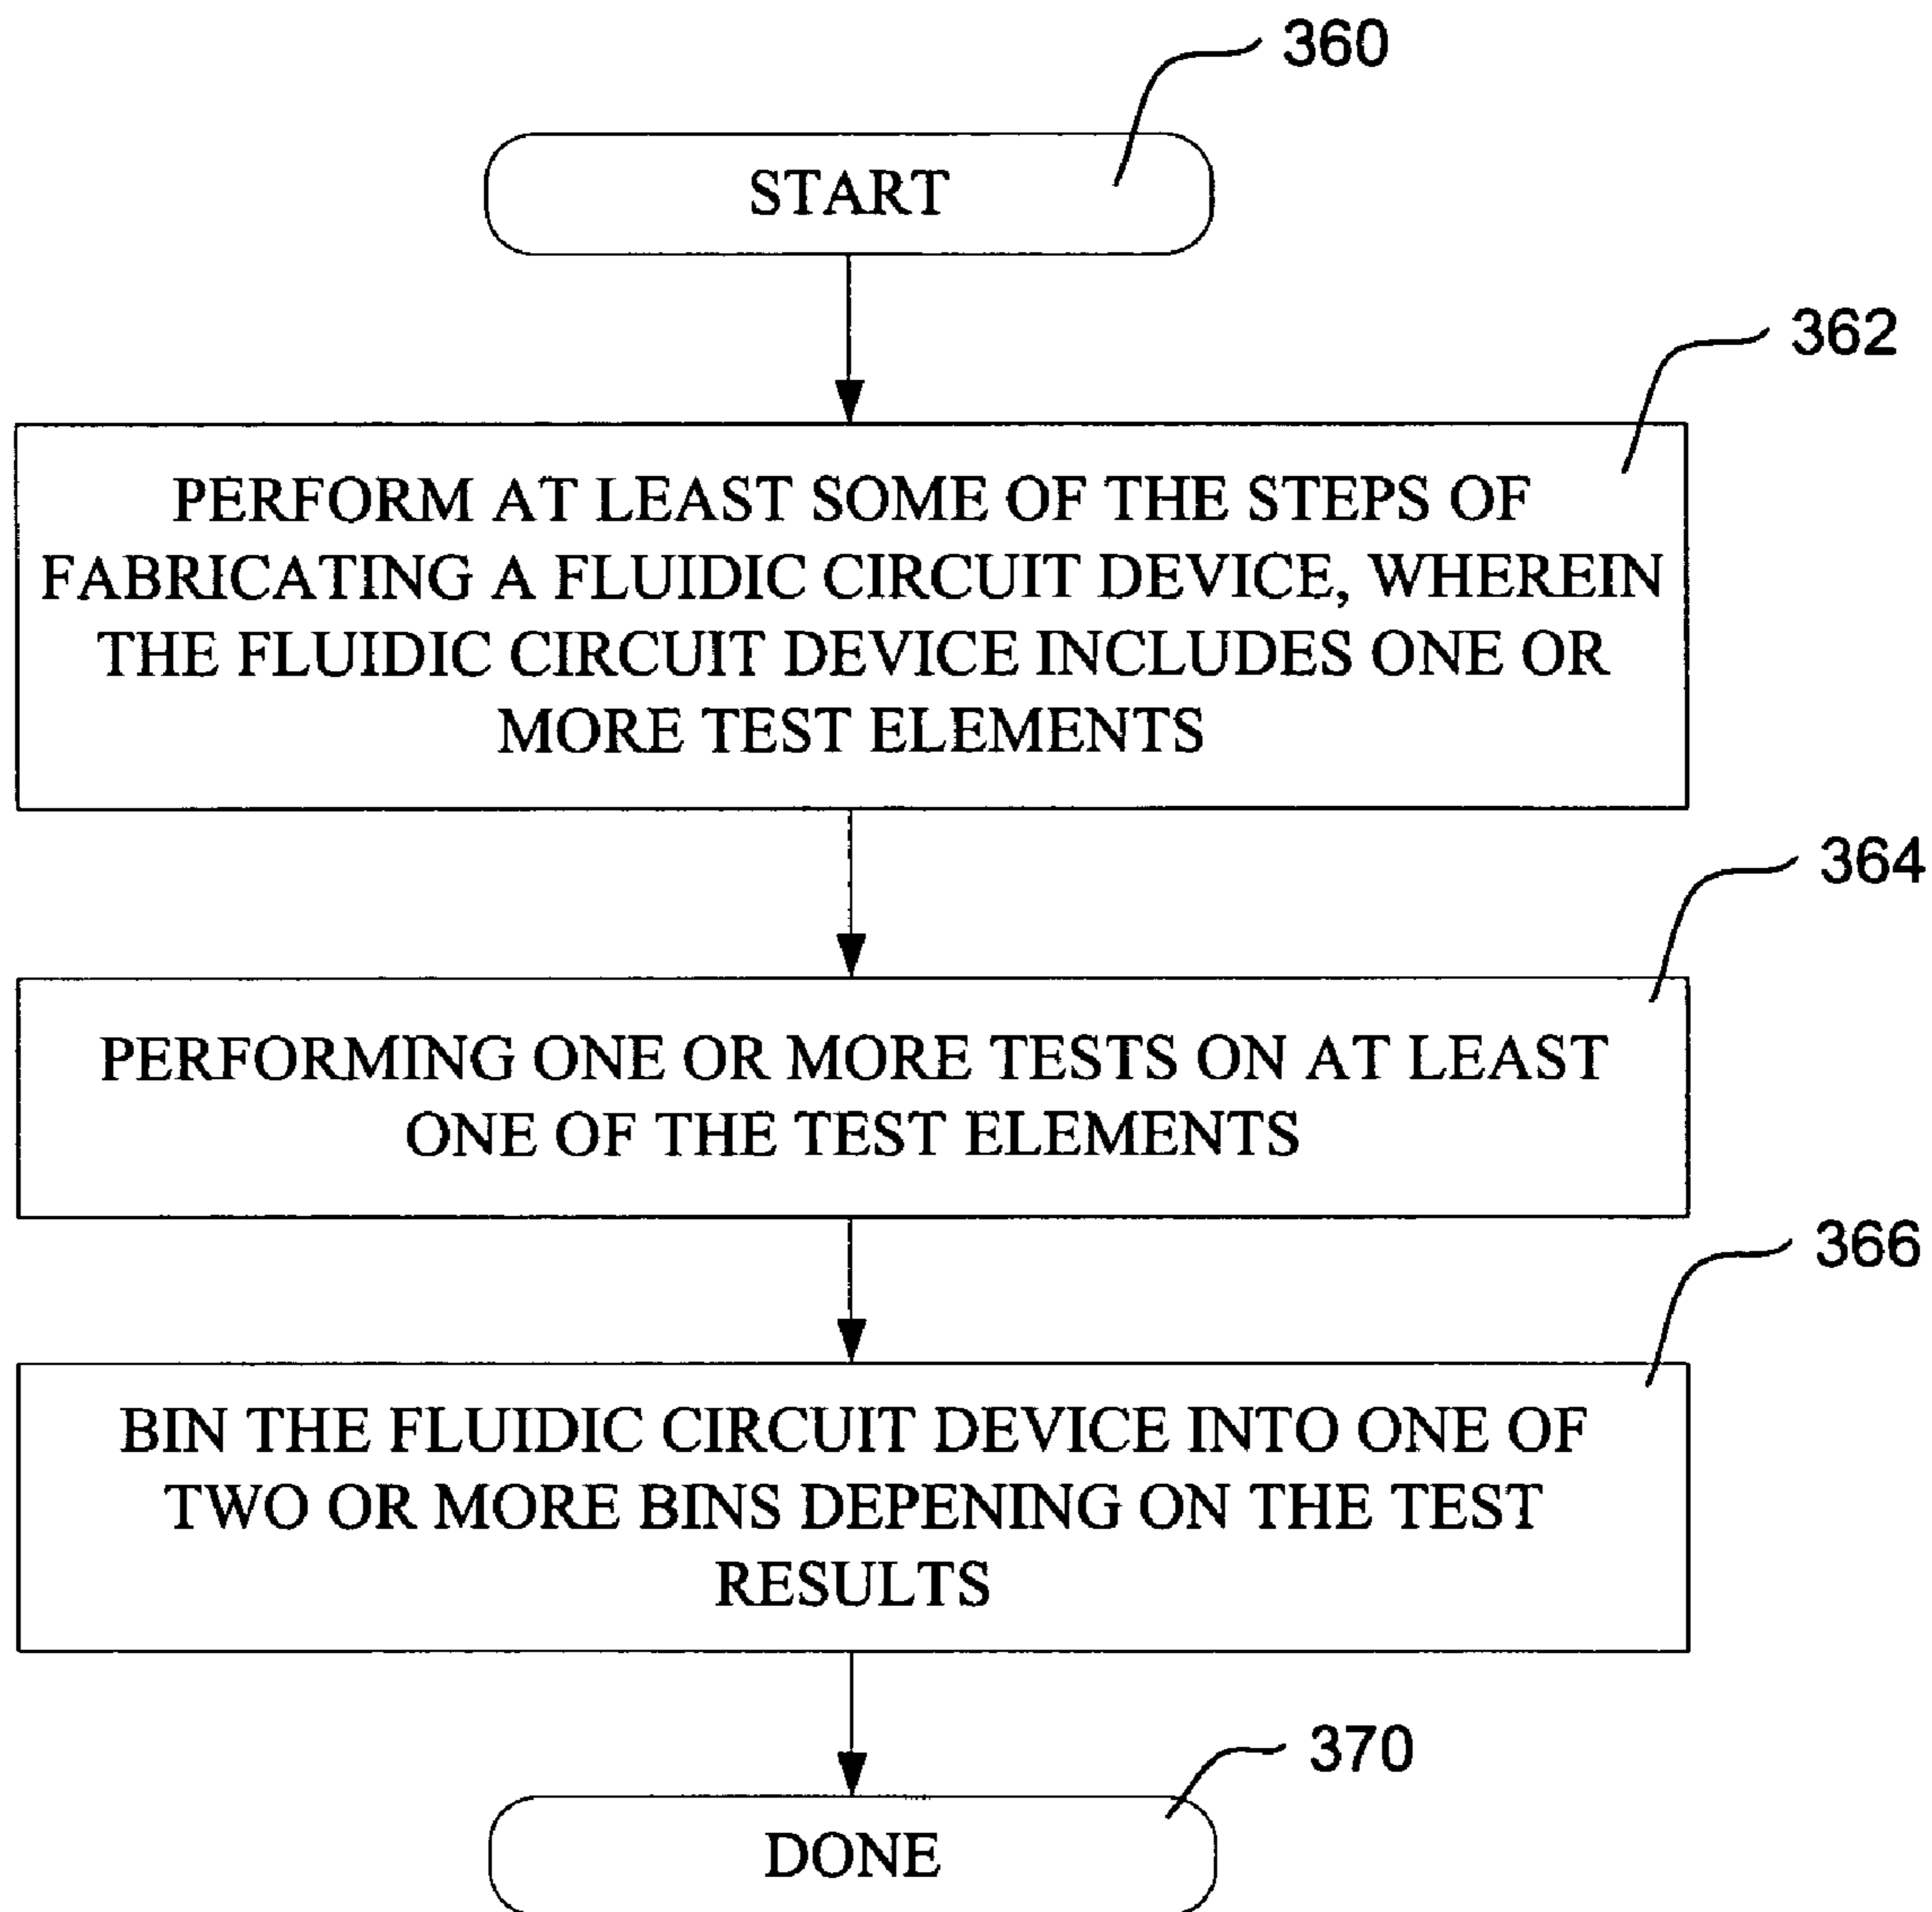 360
START
362
PERFORM AT LEAST SOME OF THE STEPS OF
FABRICATING A FLUIDIC CIRCUIT DEVICE, WHEREIN
THE FLUIDIC CIRCUIT DEVICE INCLUDES ONE OR
MORE TEST ELEMENTS
364
PERFORMING ONE OR MORE TESTS ON AT LEAST
ONE OF THE TEST ELEMENTS
366
BIN THE FLUIDIC CIRCUIT DEVICE INTO ONE OF
TWO OR MORE BINS DEPENING ON THE TEST
RESULTS
370
DONE